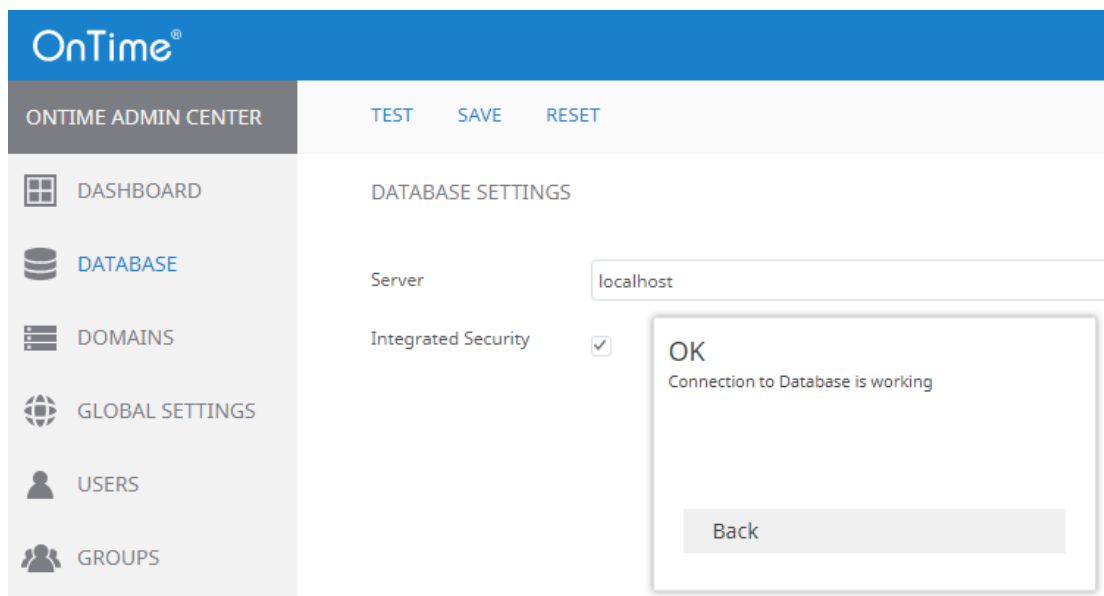 OnTime®
ONTIME ADMIN CENTER
TEST SAVE RESET
DASHBOARD
DATABASE
DOMAINS
GLOBAL SETTINGS
USERS
GROUPS
DATABASE SETTINGS
Server localhost
Integrated Security
OK
Connection to Database is working
Back